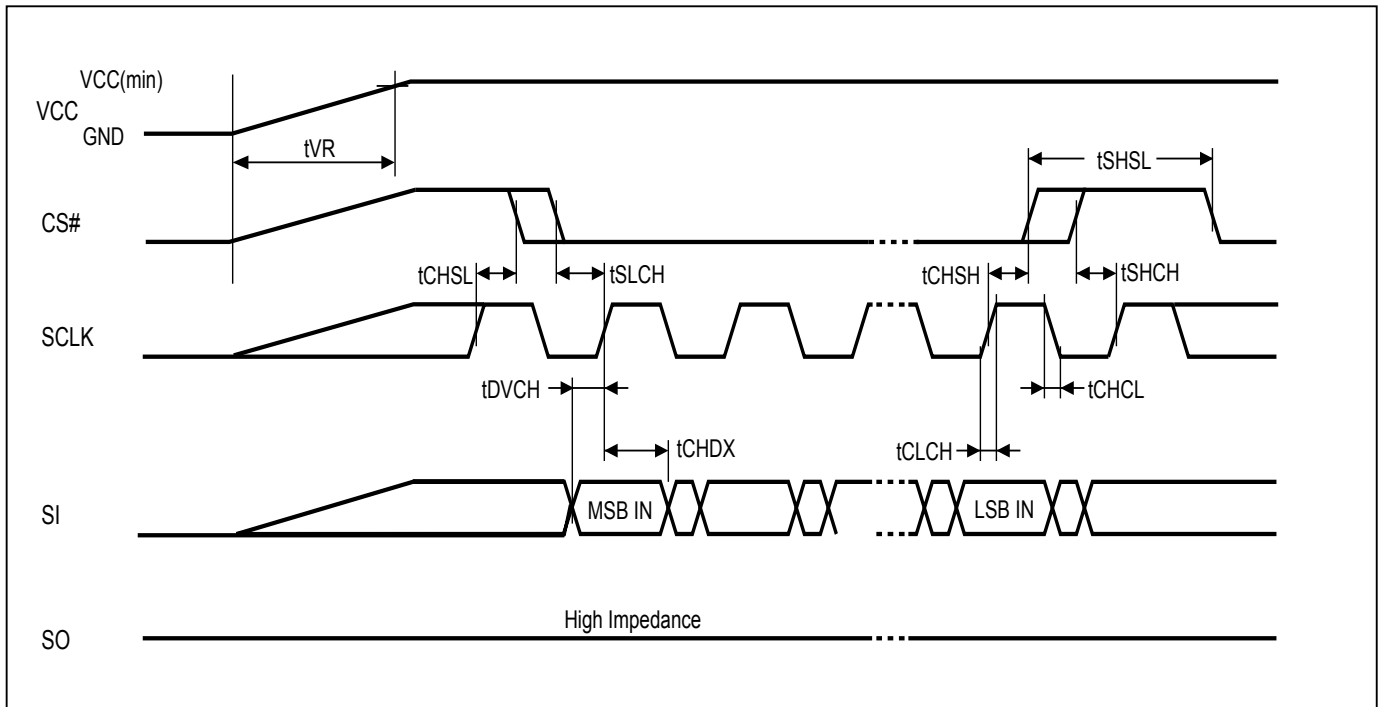 VCC(min)
VCC
GND
tVR
tSHSL
CS#
tCHSL
tSLCH
tCHSH
tSHCH
SCLK
tDVCH
tCHCL
tCHDX
tCLCH
SI
MSB IN
LSB IN
High Impedance
SO